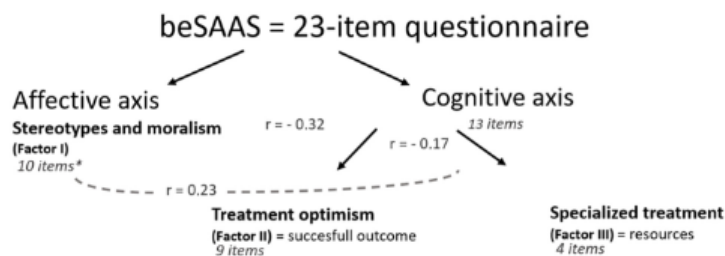 beSAAS = 23-item questionnaire
Affective axis
Stereotypes and moralism
(Factor I)
10 items*
Cognitive axis
13 items
r = - 0.32
r = - 0.17
r = 0.23
Treatment optimism
(Factor II) = succesfull outcome
9 items
Specialized treatment
(Factor III) = resources
4 items